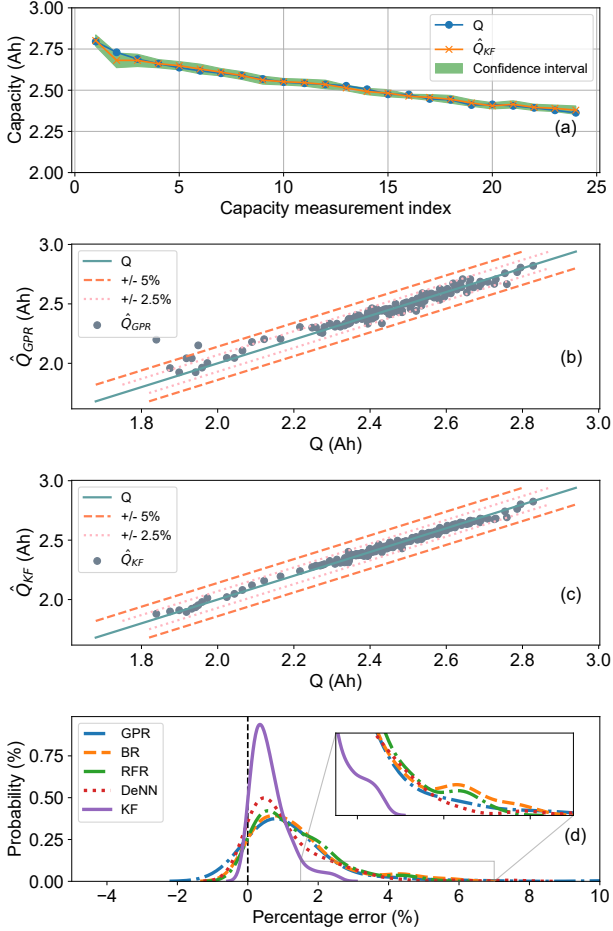 3.00
2.75
2.50
2.25
2.00
Capacity (Ah)
Q
Q̂KF
Confidence interval
(a)
0 5 10 15 20 25
Capacity measurement index
3.0
2.5
2.0
Q̂GPR (Ah)
Q
+/- 5%
+/- 2.5%
Q̂GPR
(b)
1.8 2.0 2.2 2.4 2.6 2.8 3.0
Q (Ah)
3.0
2.5
2.0
Q̂KF (Ah)
Q
+/- 5%
+/- 2.5%
Q̂KF
(c)
1.8 2.0 2.2 2.4 2.6 2.8 3.0
Q (Ah)
0.75
0.50
0.25
0.00
Probability (%)
GPR
BR
RFR
DeNN
KF
(d)
−4 −2 0 2 4 6 8 10
Percentage error (%)